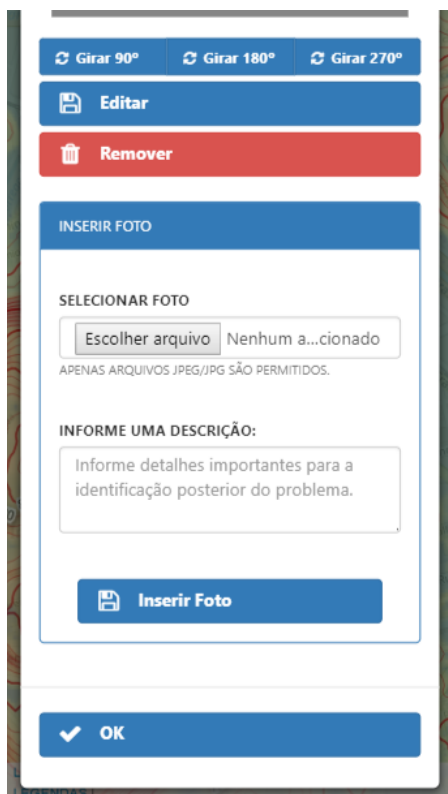 Girar 90º Girar 180º Girar 270º
Editar
Remover
INSERIR FOTO
SELECIONAR FOTO
Escolher arquivo Nenhum a...cionado
APENAS ARQUIVOS JPEG/JPG SÃO PERMITIDOS.
INFORME UMA DESCRIÇÃO:
Informe detalhes importantes para a
identificação posterior do problema.
Inserir Foto
OK
LEGENDAS